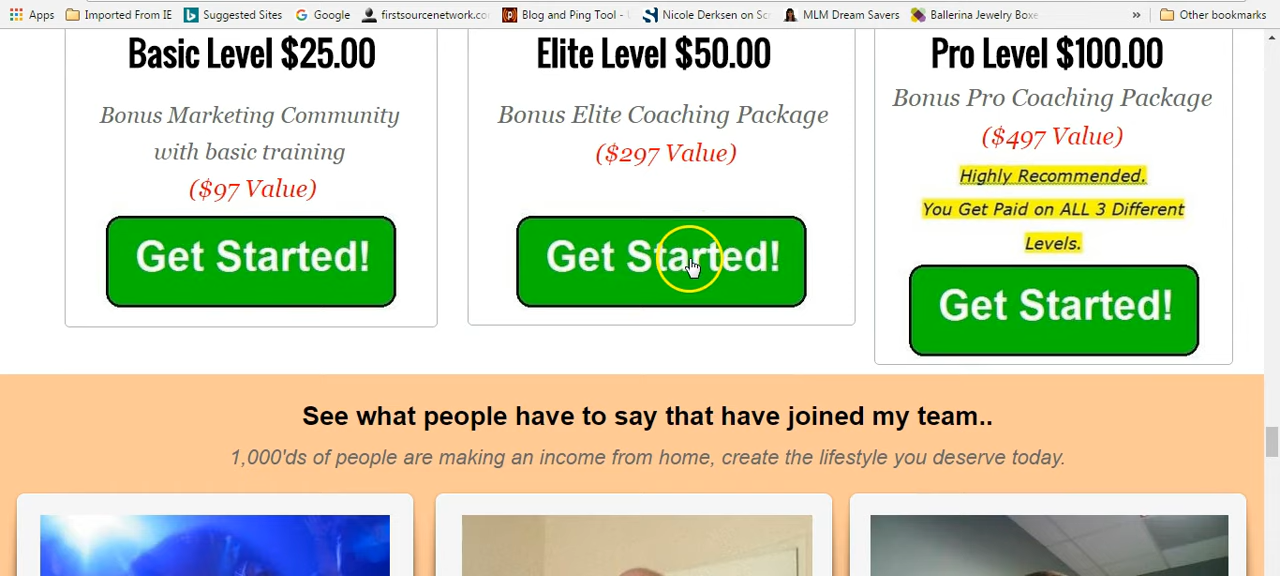 Apps Imported From IE Suggested Sites Google firstsourcenetwork.co Blog and Ping Tool - Nicole Derksen on Scr MLM Dream Savers Ballerina Jewelry Boxe » Other bookmarks
Basic Level $25.00
Bonus Marketing Community
with basic training
($97 Value)
Get Started!
Elite Level $50.00
Bonus Elite Coaching Package
($297 Value)
Get Started!
Pro Level $100.00
Bonus Pro Coaching Package
($497 Value)
Highly Recommended.
You Get Paid on ALL 3 Different
Levels.
Get Started!
See what people have to say that have joined my team..
1,000'ds of people are making an income from home, create the lifestyle you deserve today.